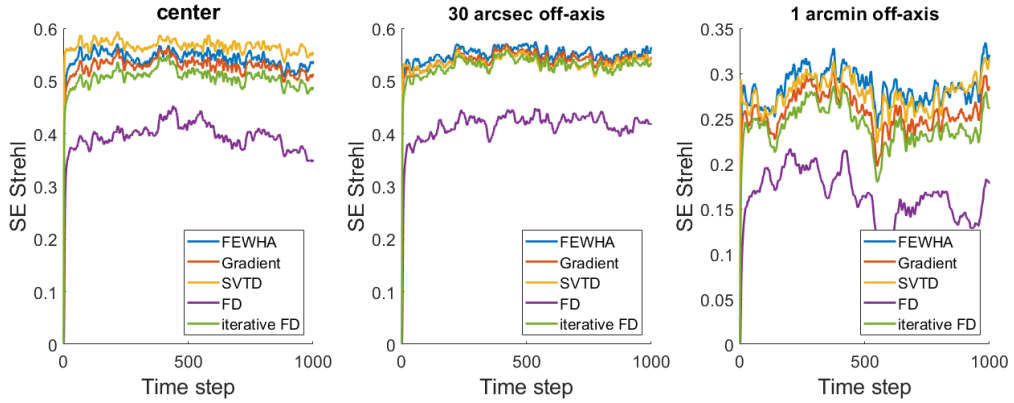 center
SE Strehl
0.6
0.5
0.4
0.3
0.2
0.1
0
0 500 1000
Time step
FEWHA
Gradient
SVTD
FD
iterative FD
30 arcsec off-axis
SE Strehl
0.6
0.5
0.4
0.3
0.2
0.1
0
0 500 1000
Time step
FEWHA
Gradient
SVTD
FD
iterative FD
1 arcmin off-axis
SE Strehl
0.35
0.3
0.25
0.2
0.15
0.1
0.05
0
0 500 1000
Time step
FEWHA
Gradient
SVTD
FD
iterative FD